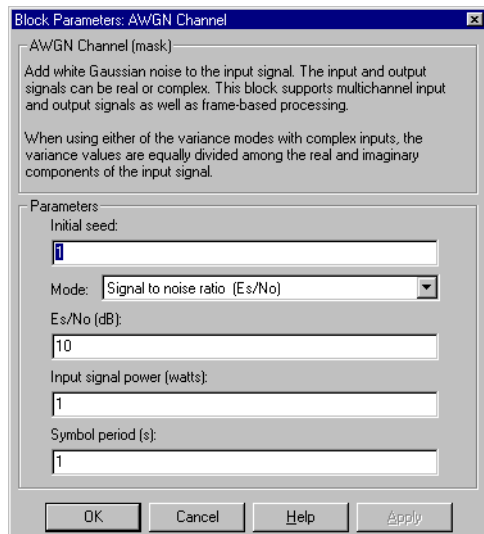 Block Parameters: AWGN Channel
AWGN Channel (mask)
Add white Gaussian noise to the input signal. The input and output
signals can be real or complex. This block supports multichannel input
and output signals as well as frame-based processing.
When using either of the variance modes with complex inputs, the
variance values are equally divided among the real and imaginary
components of the input signal.
Parameters
Initial seed:
1
Mode: Signal to noise ratio (Es/No)
Es/No (dB):
10
Input signal power (watts):
1
Symbol period (s):
1
OK Cancel Help Apply